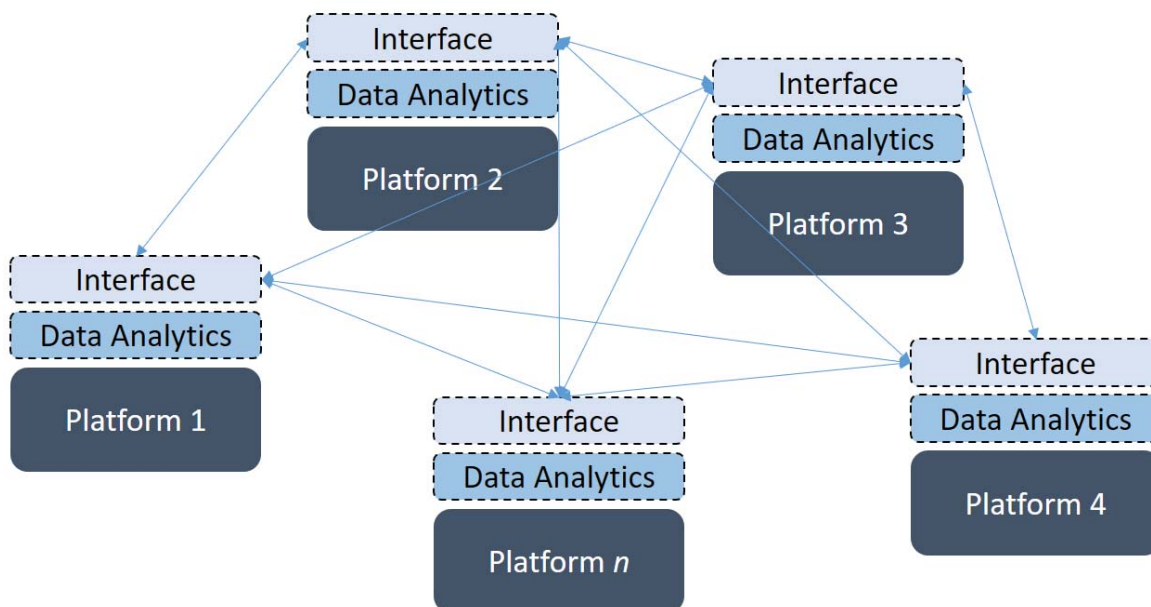 Interface
Data Analytics
Platform 2
Interface
Data Analytics
Platform 3
Interface
Data Analytics
Platform 1
Interface
Data Analytics
Platform 4
Interface
Data Analytics
Platform n